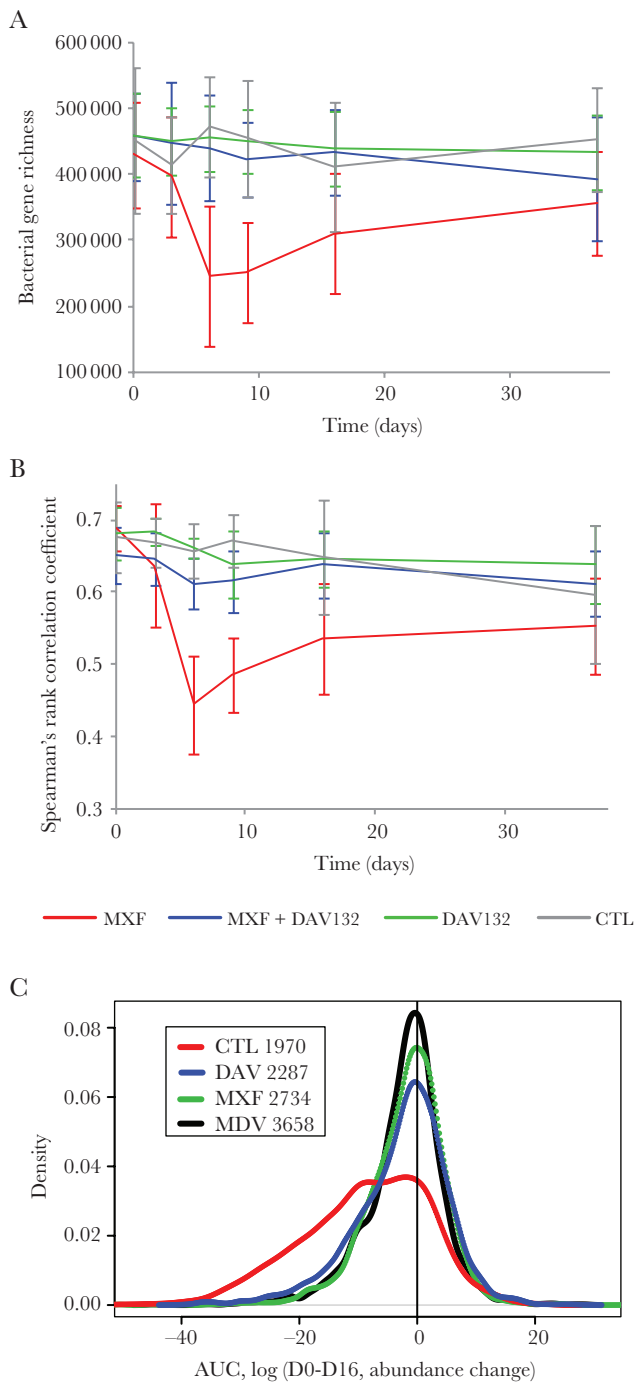 A
600 000
500 000
400 000
300 000
200 000
100 000
Bacterial gene richness
0
10
20
30
Time (days)
B
0.7
0.6
0.5
0.4
0.3
Spearman's rank correlation coefficient
0
10
20
30
Time (days)
MXF
MXF + DAV132
DAV132
CTL
C
0.08
0.06
0.04
0.02
0.00
Density
CTL 1970
DAV 2287
MXF 2734
MDV 3658
−40
−20
0
20
AUC, log (D0-D16, abundance change)